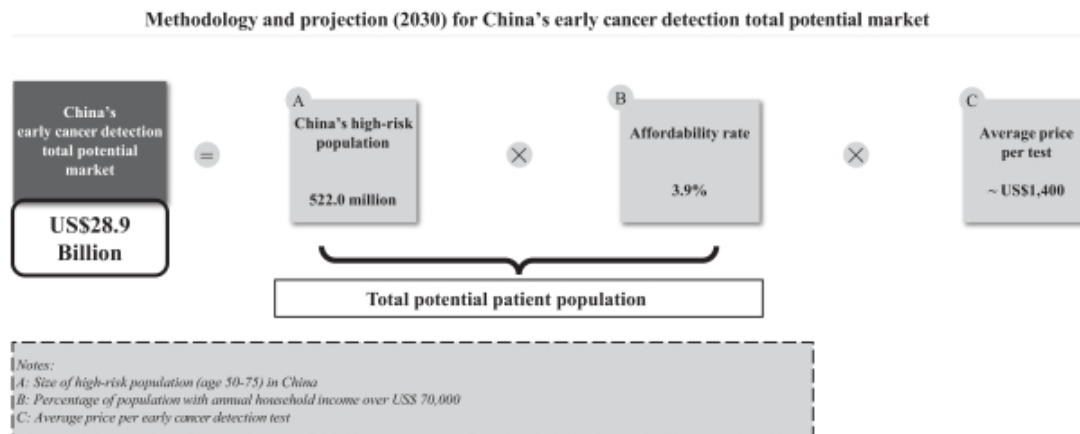 Methodology and projection (2030) for China's early cancer detection total potential market
China's
early cancer detection
total potential
market
US$28.9
Billion
=
A
China's high-risk
population
522.0 million
×
B
Affordability rate
3.9%
×
C
Average price
per test
~ US$1,400
Total potential patient population
Notes:
A: Size of high-risk population (age 50-75) in China
B: Percentage of population with annual household income over US$ 70,000
C: Average price per early cancer detection test